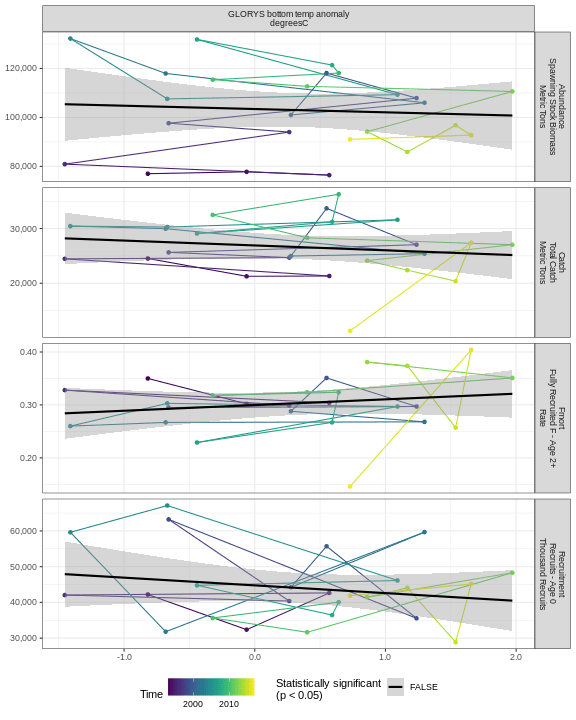 GLORYS bottom temp anomaly
degreesC
120,000
100,000
80,000
Abundance
Spawning Stock Biomass
Metric Tons
30,000
20,000
Catch
Total Catch
Metric Tons
0.40
0.30
0.20
Fmort
Fully Recruited F - Age 2+
Rate
60,000
50,000
40,000
30,000
Recruitment
Recruits - Age 0
Thousand Recruits
-1.0
0.0
1.0
2.0
Time
2000
2010
Statistically significant
(p < 0.05)
FALSE